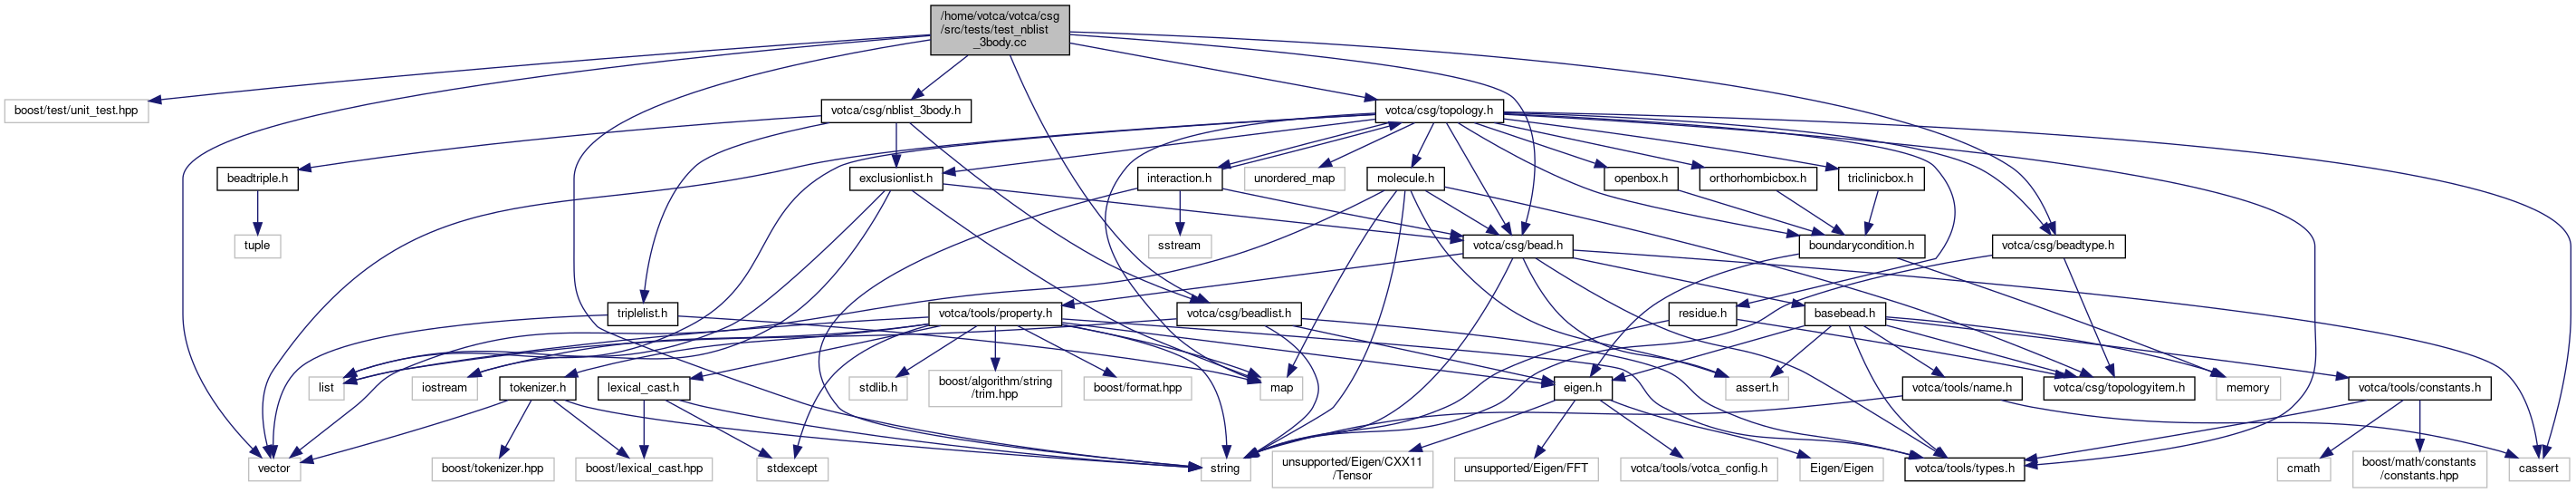 /home/votca/votca/csg
/src/tests/test_nblist
_3body.cc
boost/test/unit_test.hpp
votca/csg/nblist_3body.h
votca/csg/topology.h
beadtriple.h
exclusionlist.h
interaction.h
unordered_map
molecule.h
openbox.h
orthorhombicbox.h
triclinicbox.h
tuple
sstream
votca/csg/bead.h
boundarycondition.h
votca/csg/beadtype.h
triplelist.h
votca/tools/property.h
votca/csg/beadlist.h
residue.h
basebead.h
list
iostream
tokenizer.h
lexical_cast.h
stdlib.h
boost/algorithm/string
/trim.hpp
boost/format.hpp
map
eigen.h
assert.h
votca/tools/name.h
votca/csg/topologyitem.h
memory
votca/tools/constants.h
vector
boost/tokenizer.hpp
boost/lexical_cast.hpp
stdexcept
string
unsupported/Eigen/CXX11
/Tensor
unsupported/Eigen/FFT
votca/tools/votca_config.h
Eigen/Eigen
votca/tools/types.h
cmath
boost/math/constants
/constants.hpp
cassert